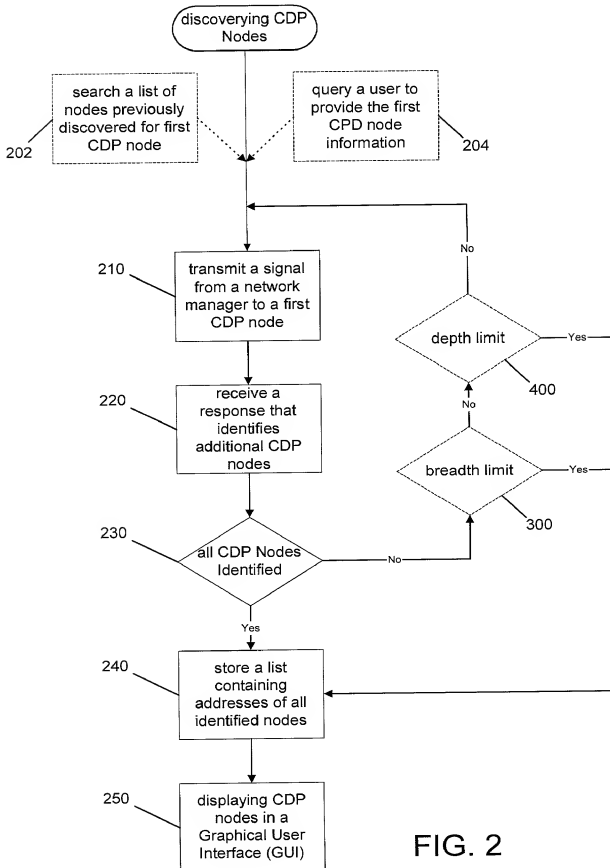 discoverying CDP
Nodes
search a list of
nodes previously
discovered for first
CDP node
202
query a user to
provide the first
CPD node
information
204
No
210
transmit a signal
from a network
manager to a first
CDP node
depth limit
Yes
400
220
receive a
response that
identifies
additional CDP
nodes
No
breadth limit
Yes
300
230
all CDP Nodes
Identified
No
Yes
240
store a list
containing
addresses of all
identified nodes
250
displaying CDP
nodes in a
Graphical User
Interface (GUI)
FIG. 2